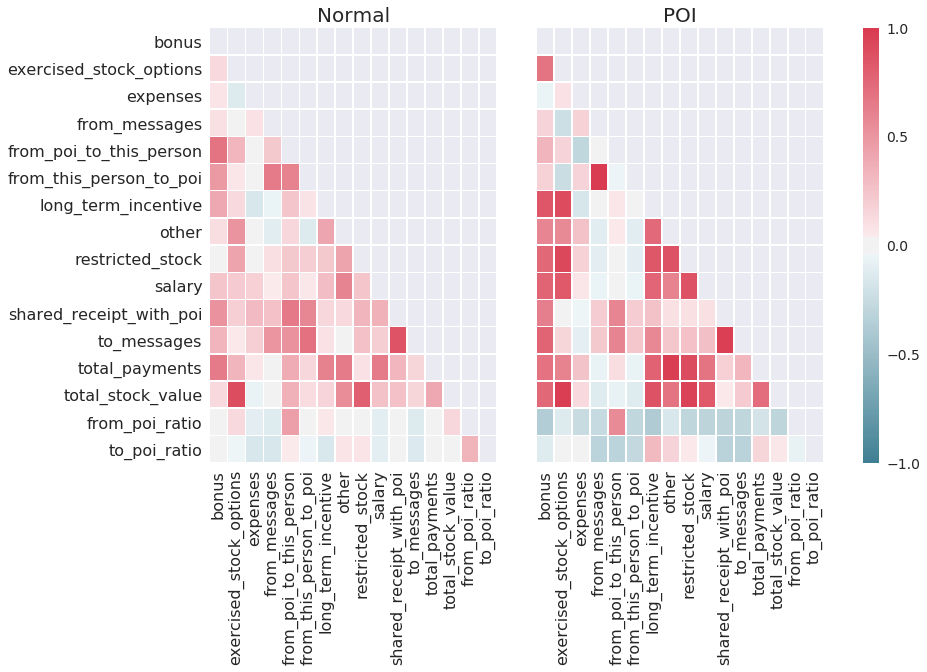 Normal
POI
bonus
exercised_stock_options
expenses
from_messages
from_poi_to_this_person
from_this_person_to_poi
long_term_incentive
other
restricted_stock
salary
shared_receipt_with_poi
to_messages
total_payments
total_stock_value
from_poi_ratio
to_poi_ratio
bonus
exercised_stock_options
expenses
from_messages
from_poi_to_this_person
from_this_person_to_poi
long_term_incentive
other
restricted_stock
salary
shared_receipt_with_poi
to_messages
total_payments
total_stock_value
from_poi_ratio
to_poi_ratio
bonus
exercised_stock_options
expenses
from_messages
from_poi_to_this_person
from_this_person_to_poi
long_term_incentive
other
restricted_stock
salary
shared_receipt_with_poi
to_messages
total_payments
total_stock_value
from_poi_ratio
to_poi_ratio
1.0
0.5
0.0
−0.5
−1.0